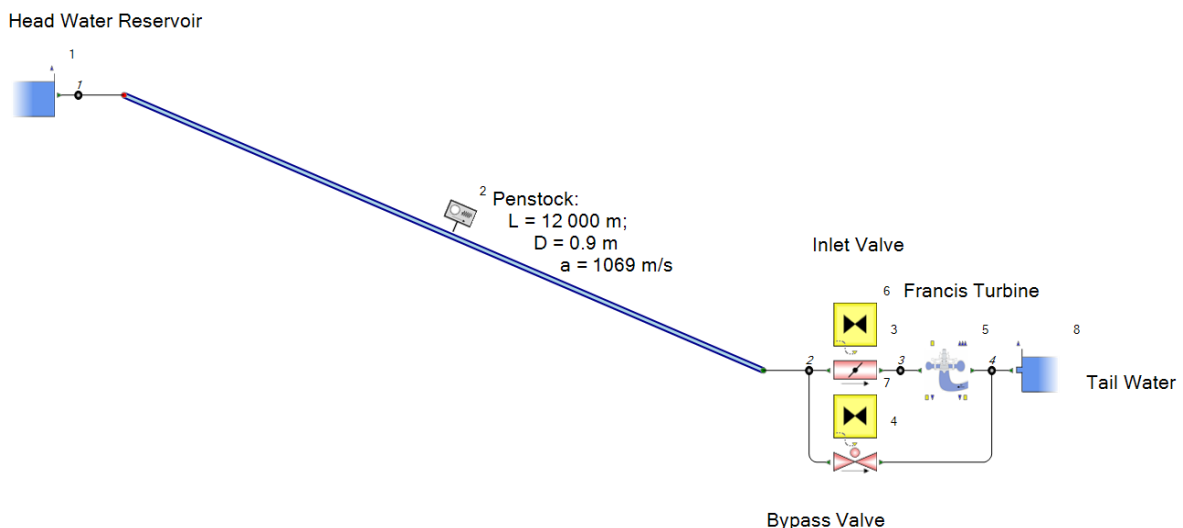 Head Water Reservoir
1
1
2 Penstock:
L = 12 000 m;
D = 0.9 m
a = 1069 m/s
Inlet Valve
6 Francis Turbine
3 5 8
2 3 4
7
Tail Water
4
Bypass Valve